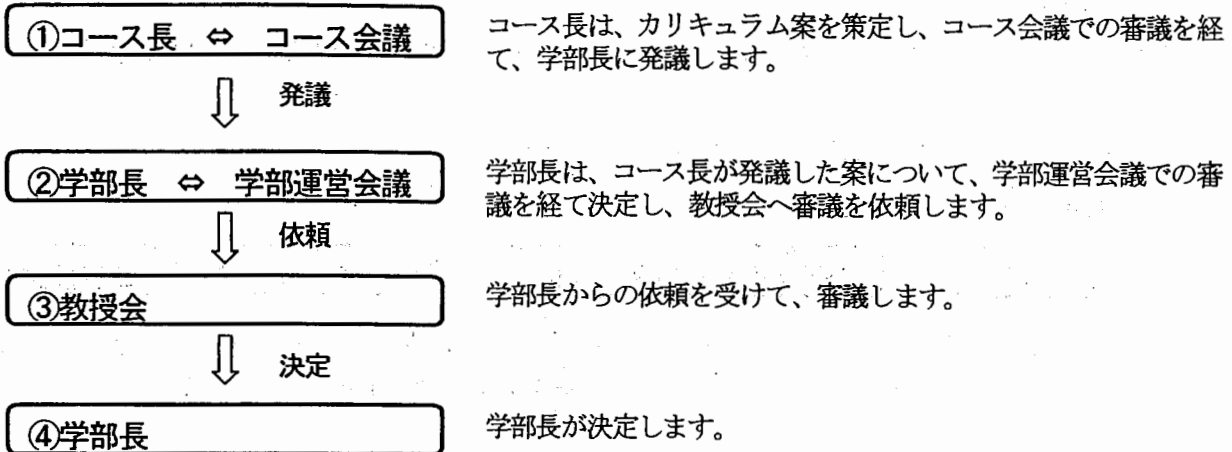 ①コース長 ⇔ コース会議
コース長は、カリキュラム案を策定し、コース会議での審議を経
て、学部長に発議します。
発議
②学部長 ⇔ 学部運営会議
学部長は、コース長が発議した案について、学部運営会議での審
議を経て決定し、教授会へ審議を依頼します。
依頼
③教授会
学部長からの依頼を受けて、審議します。
決定
④学部長
学部長が決定します。